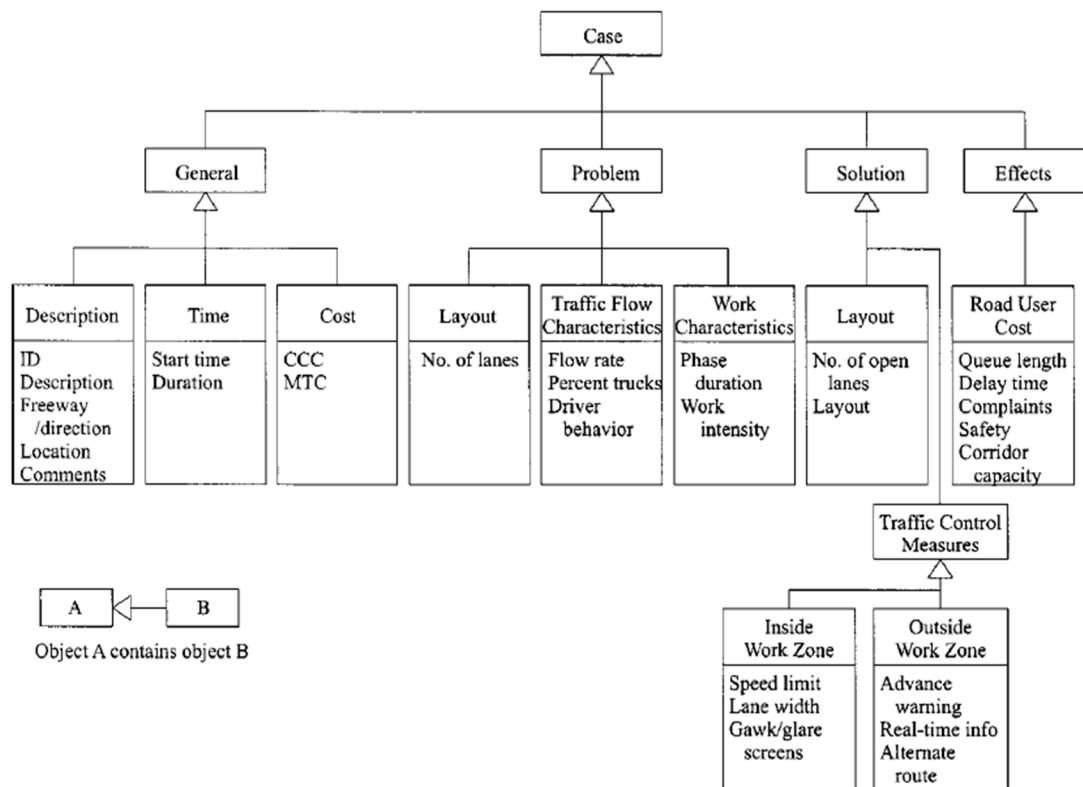 Case
General
Problem
Solution
Effects
Description
ID
Description
Freeway
/direction
Location
Comments
Time
Start time
Duration
Cost
CCC
MTC
Layout
No. of lanes
Traffic Flow
Characteristics
Flow rate
Percent trucks
Driver
behavior
Work
Characteristics
Phase
duration
Work
intensity
Layout
No. of open
lanes
Layout
Road User
Cost
Queue length
Delay time
Complaints
Safety
Corridor
capacity
Traffic Control
Measures
A
B
Object A contains object B
Inside
Work Zone
Speed limit
Lane width
Gawk/glare
screens
Outside
Work Zone
Advance
warning
Real-time info
Alternate
route